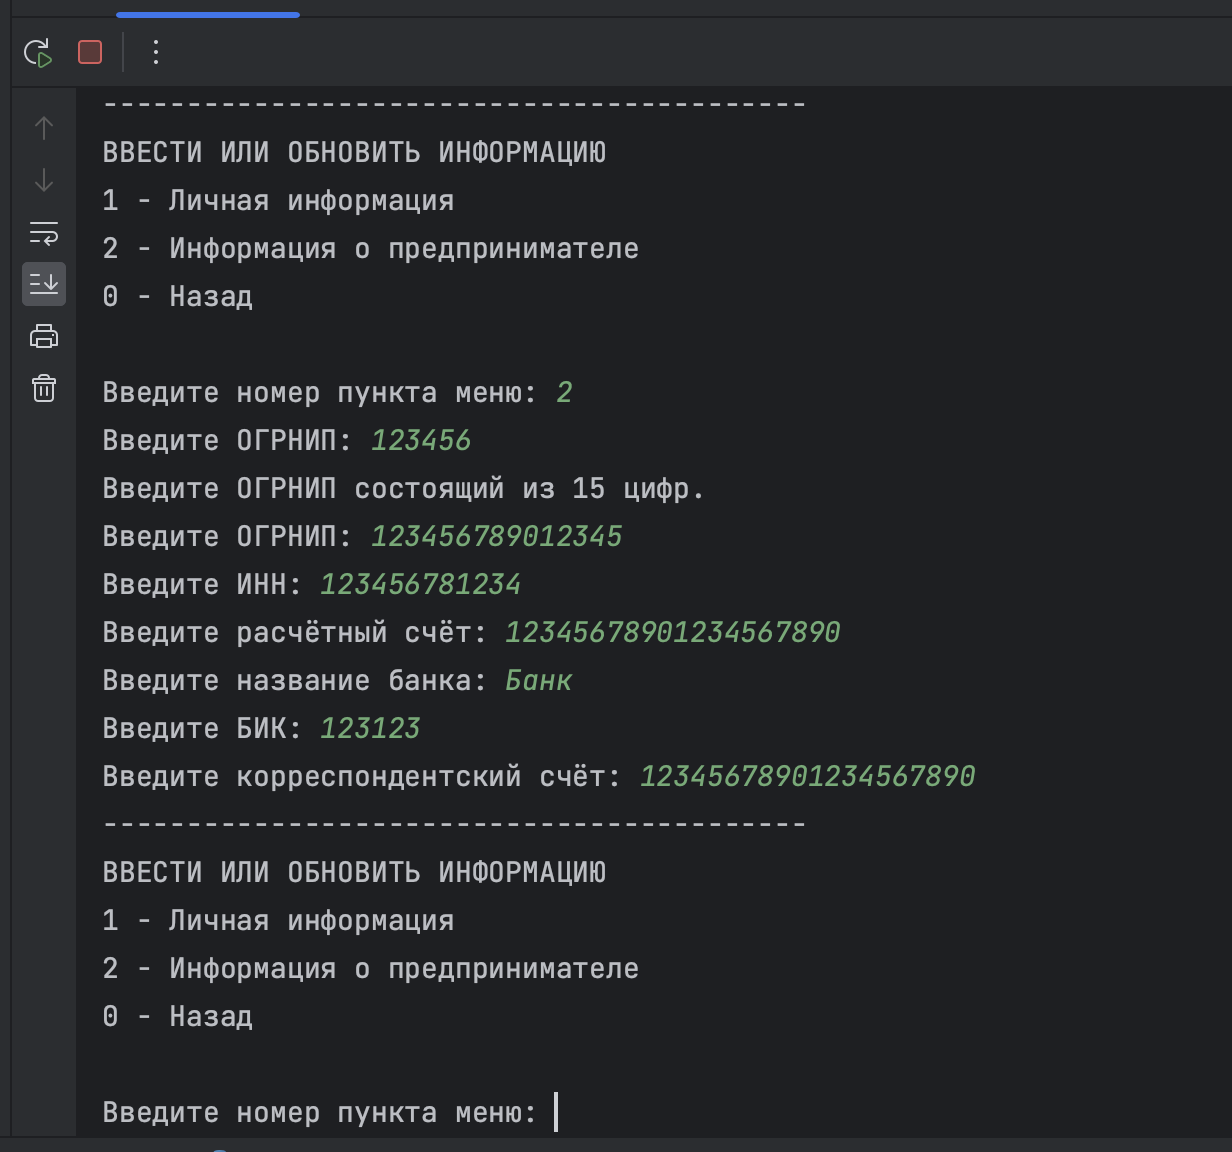 -----------------------------------------
ВВЕСТИ ИЛИ ОБНОВИТЬ ИНФОРМАЦИЮ
1 - Личная информация
2 - Информация о предпринимателе
0 - Назад
Введите номер пункта меню: 2
Введите ОГРНИП: 123456
Введите ОГРНИП состоящий из 15 цифр.
Введите ОГРНИП: 123456789012345
Введите ИНН: 123456781234
Введите расчётный счёт: 12345678901234567890
Введите название банка: Банк
Введите БИК: 123123
Введите корреспондентский счёт: 12345678901234567890
-----------------------------------------
ВВЕСТИ ИЛИ ОБНОВИТЬ ИНФОРМАЦИЮ
1 - Личная информация
2 - Информация о предпринимателе
0 - Назад
Введите номер пункта меню: